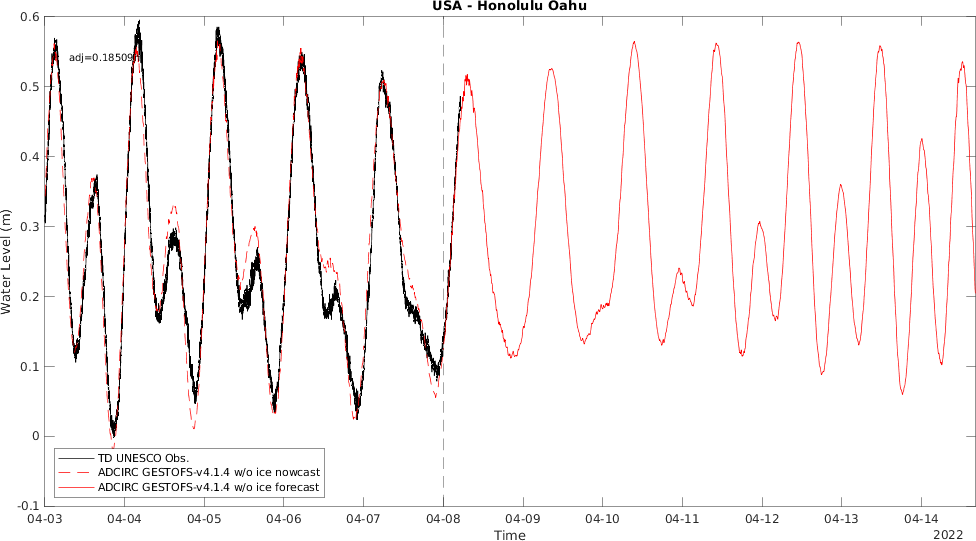 USA - Honolulu Oahu
0.6
adj=0.18509
0.5
0.4
0.3
0.2
0.1
0
-0.1
Water Level (m)
TD UNESCO Obs.
ADCIRC GESTOFS-v4.1.4 w/o ice nowcast
ADCIRC GESTOFS-v4.1.4 w/o ice forecast
04-03 04-04 04-05 04-06 04-07 04-08 04-09 04-10 04-11 04-12 04-13 04-14
Time
2022